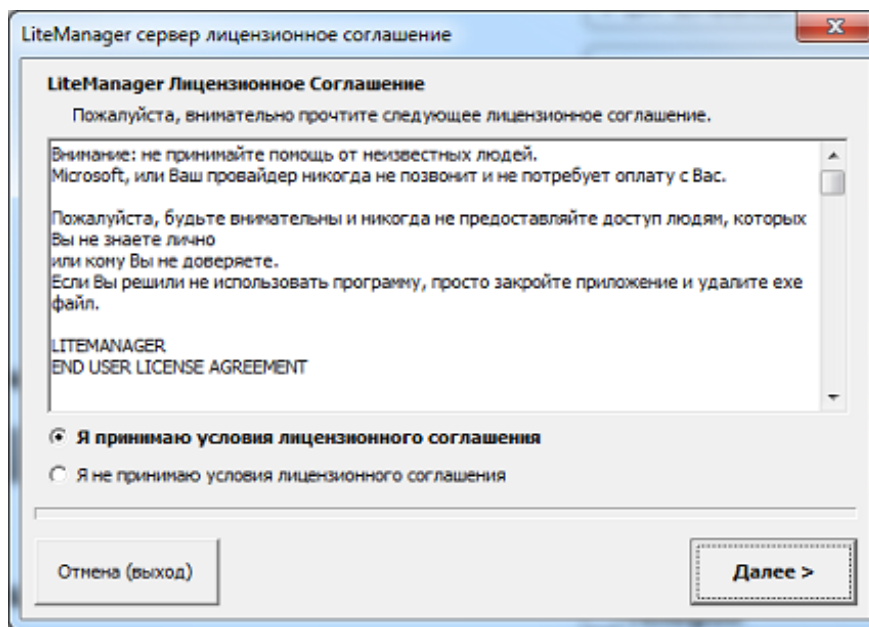 LiteManager сервер лицензионное соглашение
LiteManager Лицензионное Соглашение
Пожалуйста, внимательно прочтите следующее лицензионное соглашение.
Внимание: не принимайте помощь от неизвестных людей.
Microsoft, или Ваш провайдер никогда не позвонит и не потребует оплату с Вас.
Пожалуйста, будьте внимательны и никогда не предоставляйте доступ людям, которых
Вы не знаете лично
или кому Вы не доверяете.
Если Вы решили не использовать программу, просто закройте приложение и удалите exe
файл.
LITEMANAGER
END USER LICENSE AGREEMENT
Я принимаю условия лицензионного соглашения
Я не принимаю условия лицензионного соглашения
Отмена (выход)
Далее >